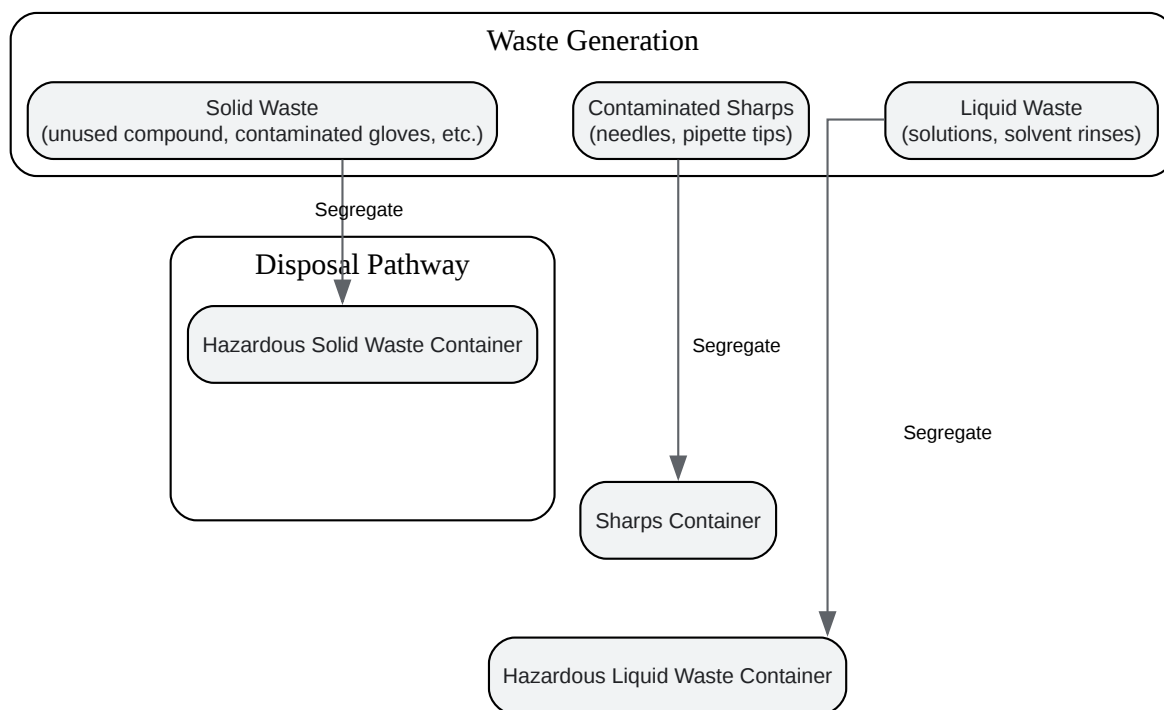 Waste Generation
Solid Waste
(unused compound, contaminated gloves, etc.)
Contaminated Sharps
(needles, pipette tips)
Liquid Waste
(solutions, solvent rinses)
Segregate
Disposal Pathway
Hazardous Solid Waste Container
Segregate
Segregate
Sharps Container
Hazardous Liquid Waste Container